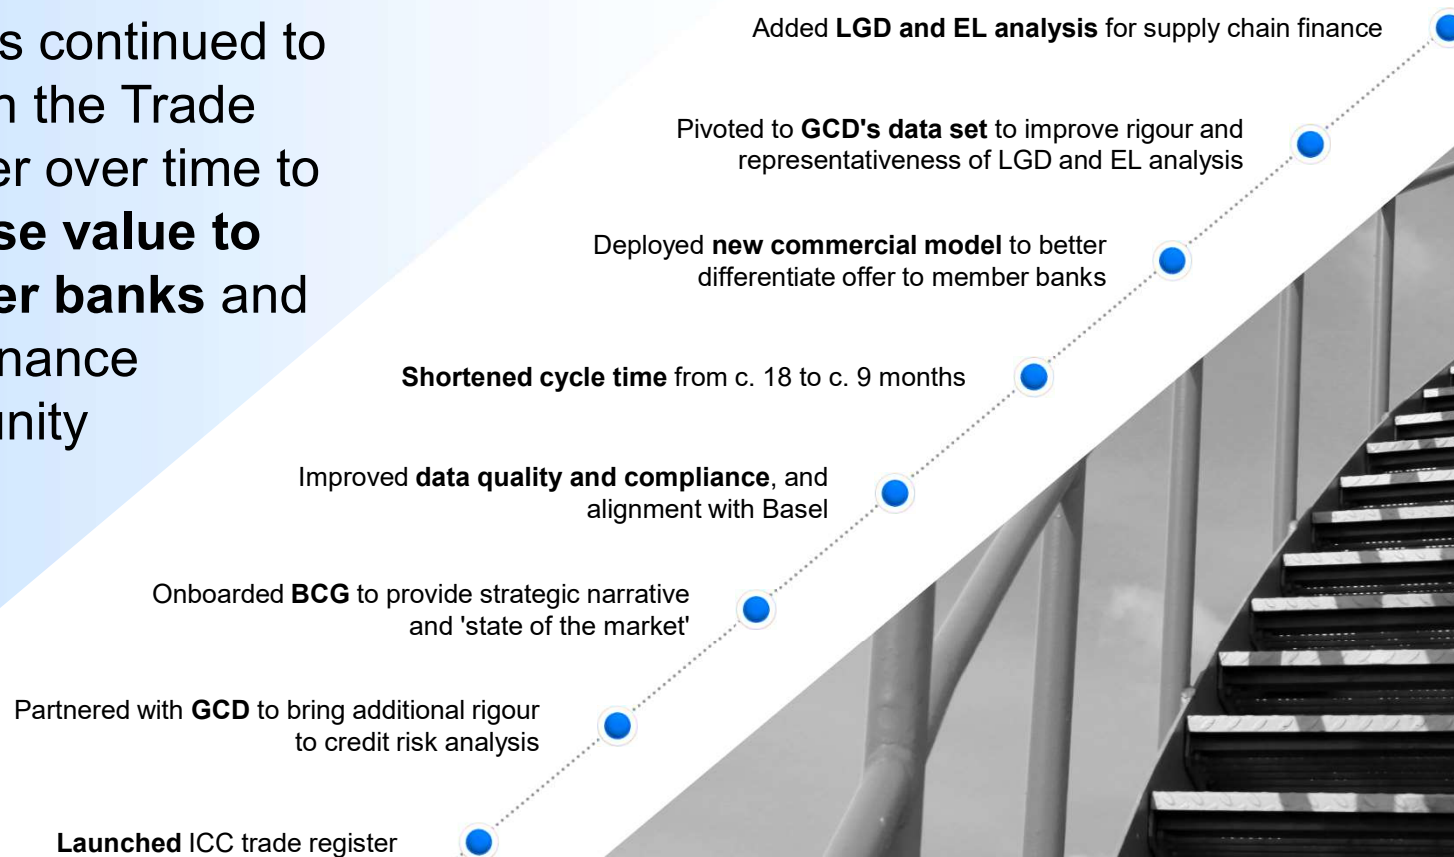 s continued to
the Trade
over time to
value to
banks and
unity
Added LGD and EL analysis for supply chain finance
Pivoted to GCD's data set to improve rigour and
representativeness of LGD and EL analysis
Deployed new commercial model to better
differentiate offer to member banks
Shortened cycle time from c. 18 to c. 9 months
Improved data quality and compliance, and
alignment with Basel
Onboarded BCG to provide strategic narrative
and 'state of the market'
Partnered with GCD to bring additional rigour
to credit risk analysis
Launched ICC trade register